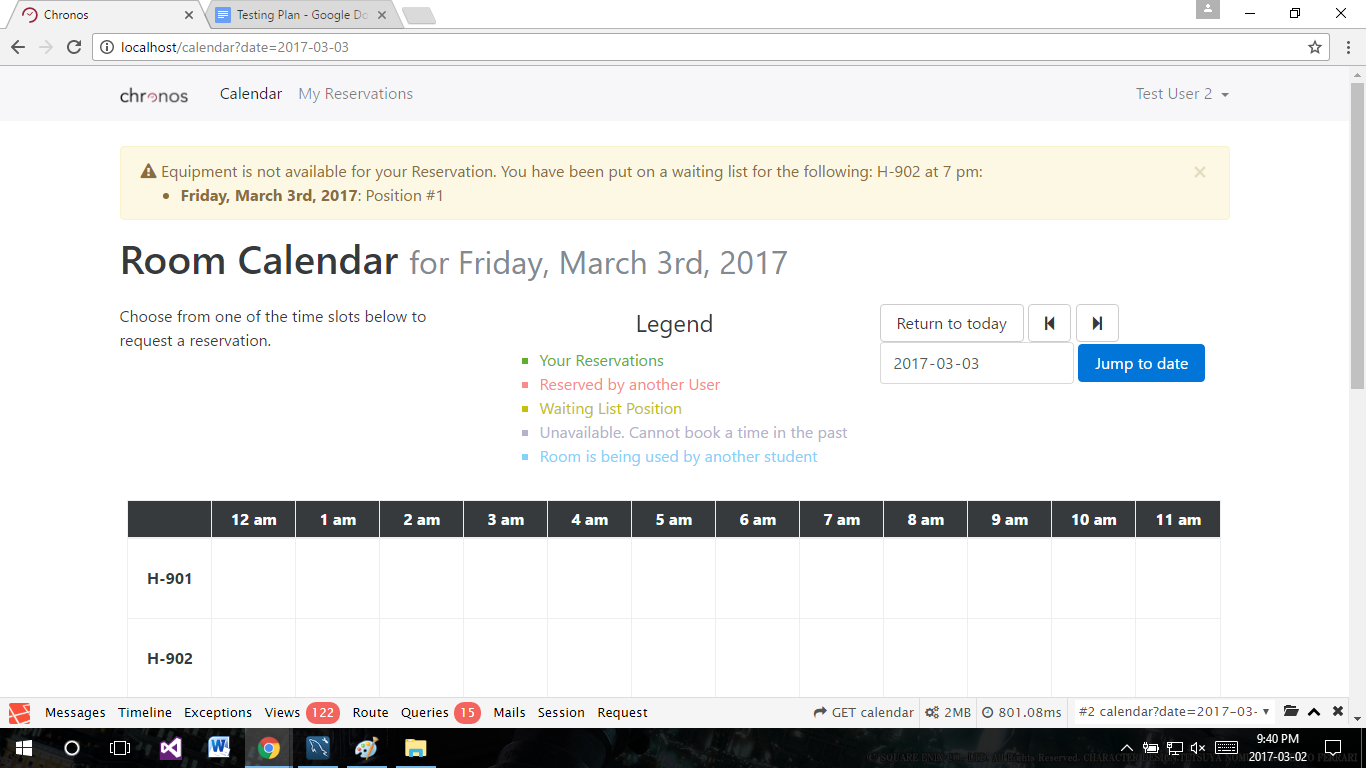 Chronos
Testing Plan - Google Do
localhost/calendar?date=2017-03-03
chronos
Calendar
My Reservations
Test User 2
Equipment is not available for your Reservation. You have been put on a waiting list for the following: H-902 at 7 pm:
Friday, March 3rd, 2017: Position #1
×
Room Calendar for Friday, March 3rd, 2017
Choose from one of the time slots below to
request a reservation.
Legend
Your Reservations
Reserved by another User
Waiting List Position
Unavailable. Cannot book a time in the past
Room is being used by another student
Return to today
2017-03-03
Jump to date
12 am 1 am 2 am 3 am 4 am 5 am 6 am 7 am 8 am 9 am 10 am 11 am
H-901
H-902
Messages Timeline Exceptions Views 122 Route Queries 15 Mails Session Request GET calendar 2MB 801.08ms #2 calendar?date=2017-03-
9:40 PM
2017-03-02